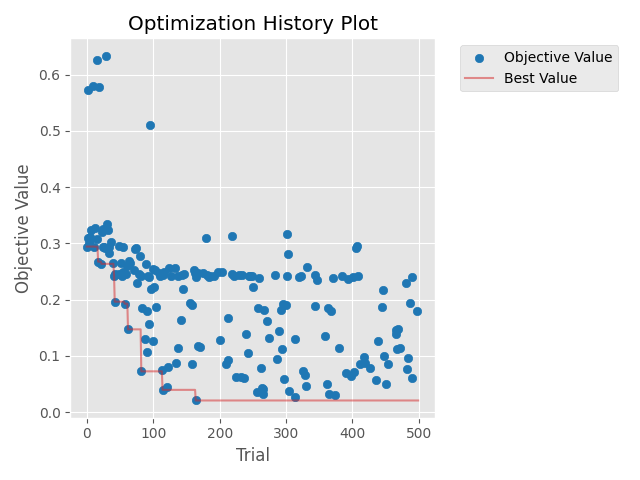 Optimization History Plot
Objective Value
Best Value
Objective Value
0.6
0.5
0.4
0.3
0.2
0.1
0.0
0 100 200 300 400 500
Trial